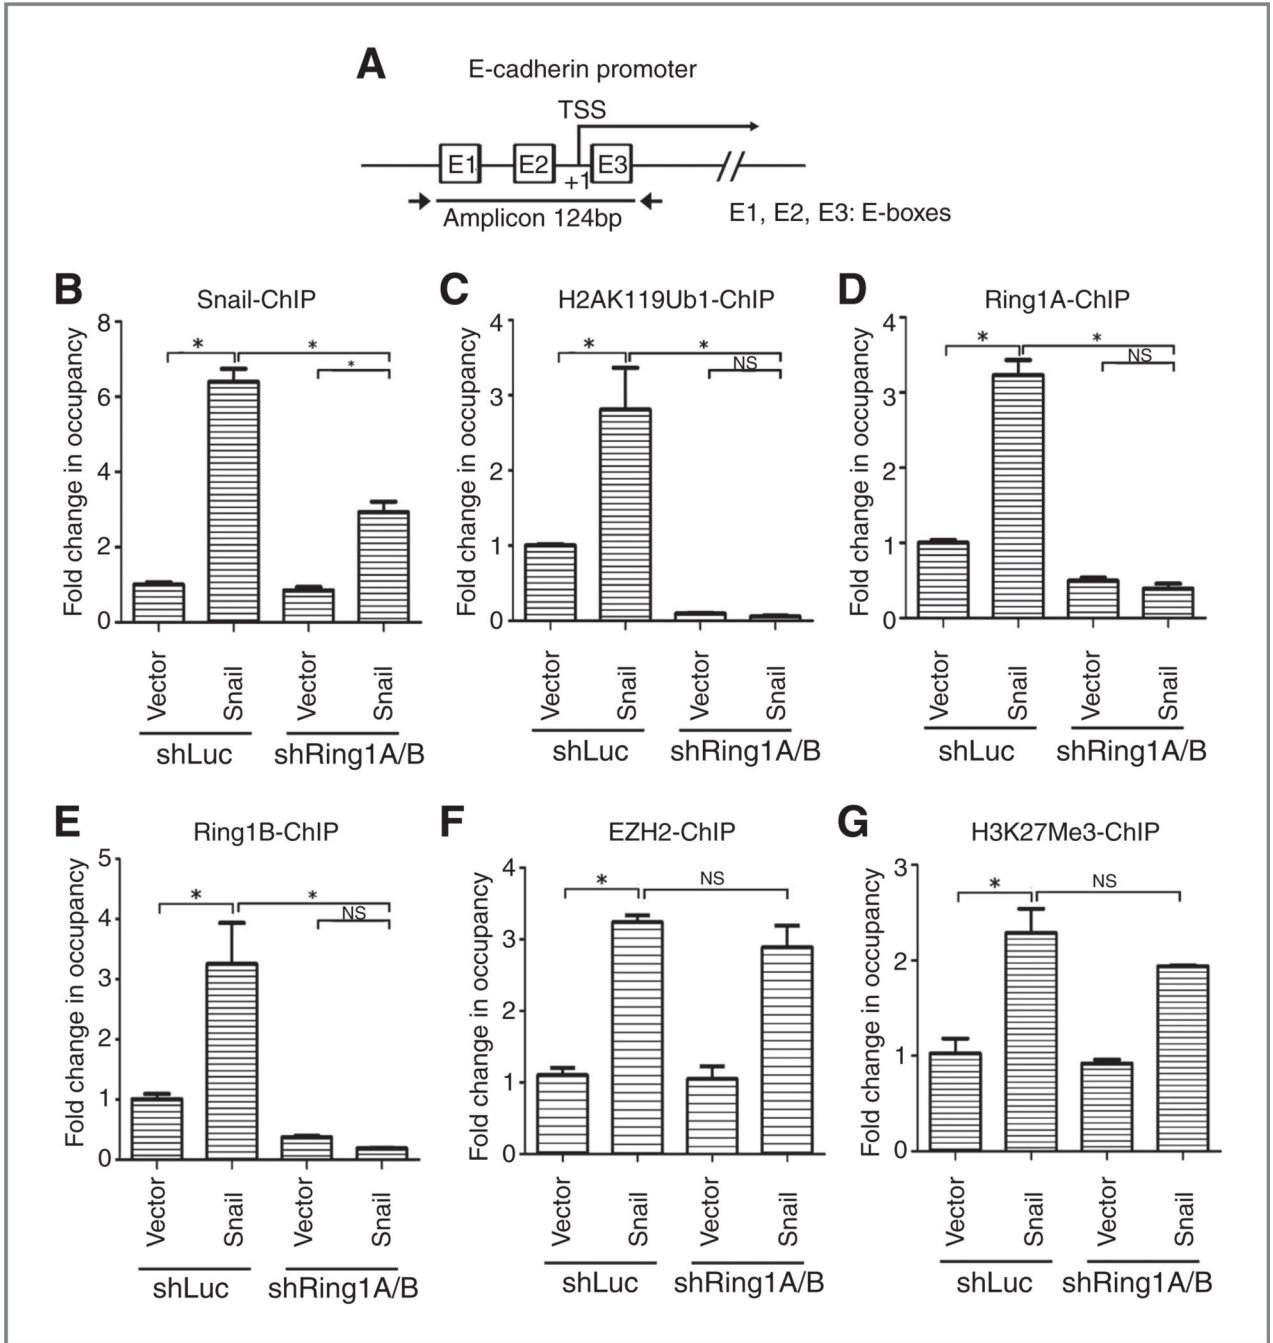 A
E-cadherin promoter
TSS
E1 E2 E3
+1
Amplicon 124bp
E1, E2, E3: E-boxes
B
Snail-ChIP
Fold change in occupancy
8
6
4
2
0
*
*
*
Vector
Snail
Vector
Snail
shLuc
shRing1A/B
C
H2AK119Ub1-ChIP
Fold change in occupancy
4
3
2
1
0
*
*
NS
Vector
Snail
Vector
Snail
shLuc
shRing1A/B
D
Ring1A-ChIP
Fold change in occupancy
4
3
2
1
0
*
*
NS
Vector
Snail
Vector
Snail
shLuc
shRing1A/B
E
Ring1B-ChIP
Fold change in occupancy
5
4
3
2
1
0
*
*
NS
Vector
Snail
Vector
Snail
shLuc
shRing1A/B
F
EZH2-ChIP
Fold change in occupancy
4
3
2
1
0
*
NS
Vector
Snail
Vector
Snail
shLuc
shRing1A/B
G
H3K27Me3-ChIP
Fold change in occupancy
3
2
1
0
*
NS
Vector
Snail
Vector
Snail
shLuc
shRing1A/B